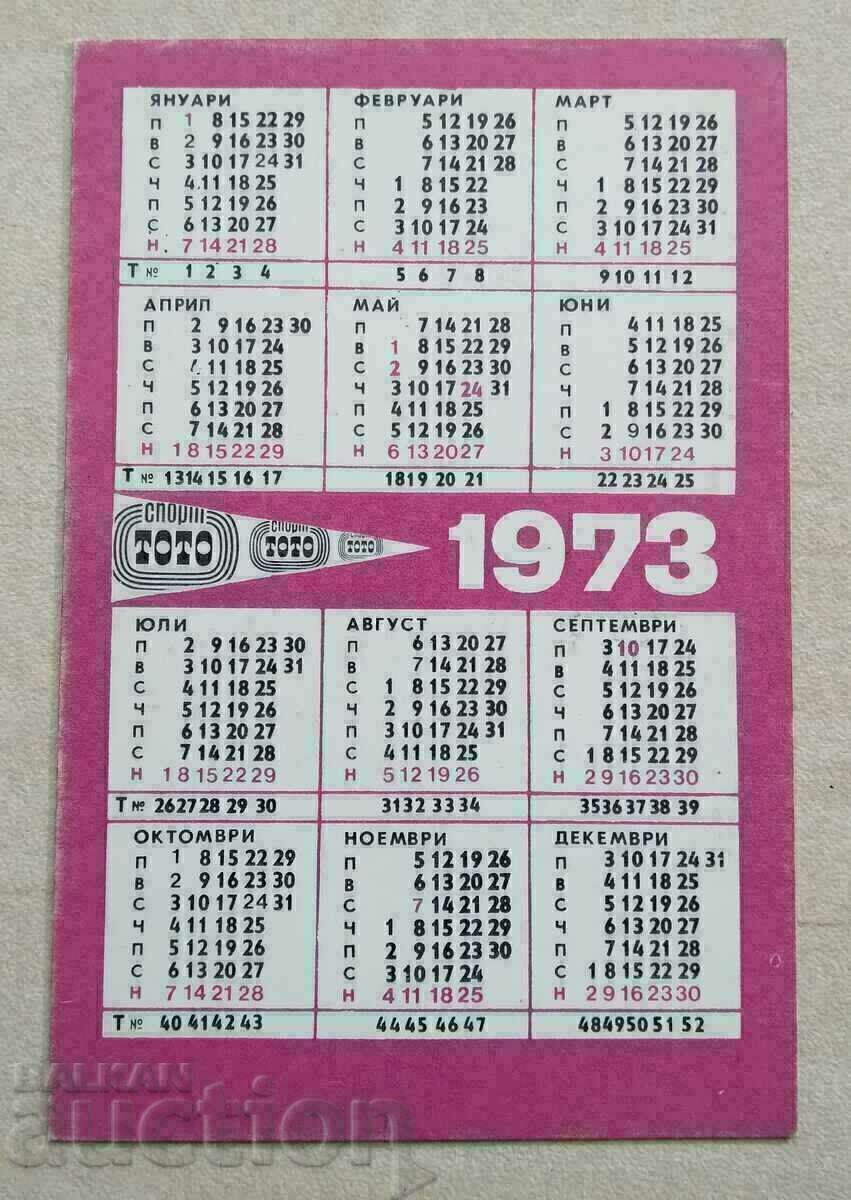 ЯНУАРИ
П 1 8 15 22 29
В 2 9 16 23 30
С 3 10 17 24 31
Ч 4 11 18 25
П 5 12 19 26
С 6 13 20 27
Н 7 14 21 28
ФЕВРУАРИ
П 5 12 19 26
В 6 13 20 27
С 7 14 21 28
Ч 1 8 15 22
П 2 9 16 23
С 3 10 17 24
Н 4 11 18 25
МАРТ
П 5 12 19 26
В 6 13 20 27
С 7 14 21 28
Ч 1 8 15 22 29
П 2 9 16 23 30
С 3 10 17 24 31
Н 4 11 18 25
Т № 1 2 3 4 5 6 7 8 9 10 11 12
АПРИЛ
П 2 9 16 23 30
В 3 10 17 24
С 4 11 18 25
Ч 5 12 19 26
П 6 13 20 27
С 7 14 21 28
Н 1 8 15 22 29
МАЙ
П 7 14 21 28
В 1 8 15 22 29
С 2 9 16 23 30
Ч 3 10 17 24 31
П 4 11 18 25
С 5 12 19 26
Н 6 13 20 27
ЮНИ
П 4 11 18 25
В 5 12 19 26
С 6 13 20 27
Ч 7 14 21 28
П 1 8 15 22 29
С 2 9 16 23 30
Н 3 10 17 24
Т № 13 14 15 16 17 18 19 20 21 22 23 24 25
СПОРТ ТОТО
СПОРТ ТОТО
СПОРТ ТОТО
1973
ЮЛИ
П 2 9 16 23 30
В 3 10 17 24 31
С 4 11 18 25
Ч 5 12 19 26
П 6 13 20 27
С 7 14 21 28
Н 1 8 15 22 29
АВГУСТ
П 6 13 20 27
В 7 14 21 28
С 1 8 15 22 29
Ч 2 9 16 23 30
П 3 10 17 24 31
С 4 11 18 25
Н 5 12 19 26
СЕПТЕМВРИ
П 3 10 17 24
В 4 11 18 25
С 5 12 19 26
Ч 6 13 20 27
П 7 14 21 28
С 1 8 15 22 29
Н 2 9 16 23 30
Т № 26 27 28 29 30 31 32 33 34 35 36 37 38 39
ОКТОМВРИ
П 1 8 15 22 29
В 2 9 16 23 30
С 3 10 17 24 31
Ч 4 11 18 25
П 5 12 19 26
С 6 13 20 27
Н 7 14 21 28
НОЕМВРИ
П 5 12 19 26
В 6 13 20 27
С 7 14 21 28
Ч 1 8 15 22 29
П 2 9 16 23 30
С 3 10 17 24
Н 4 11 18 25
ДЕКЕМВРИ
П 3 10 17 24 31
В 4 11 18 25
С 5 12 19 26
Ч 6 13 20 27
П 7 14 21 28
С 1 8 15 22 29
Н 2 9 16 23 30
Т № 40 41 42 43 44 45 46 47 48 49 50 51 52
BALKAN
auction